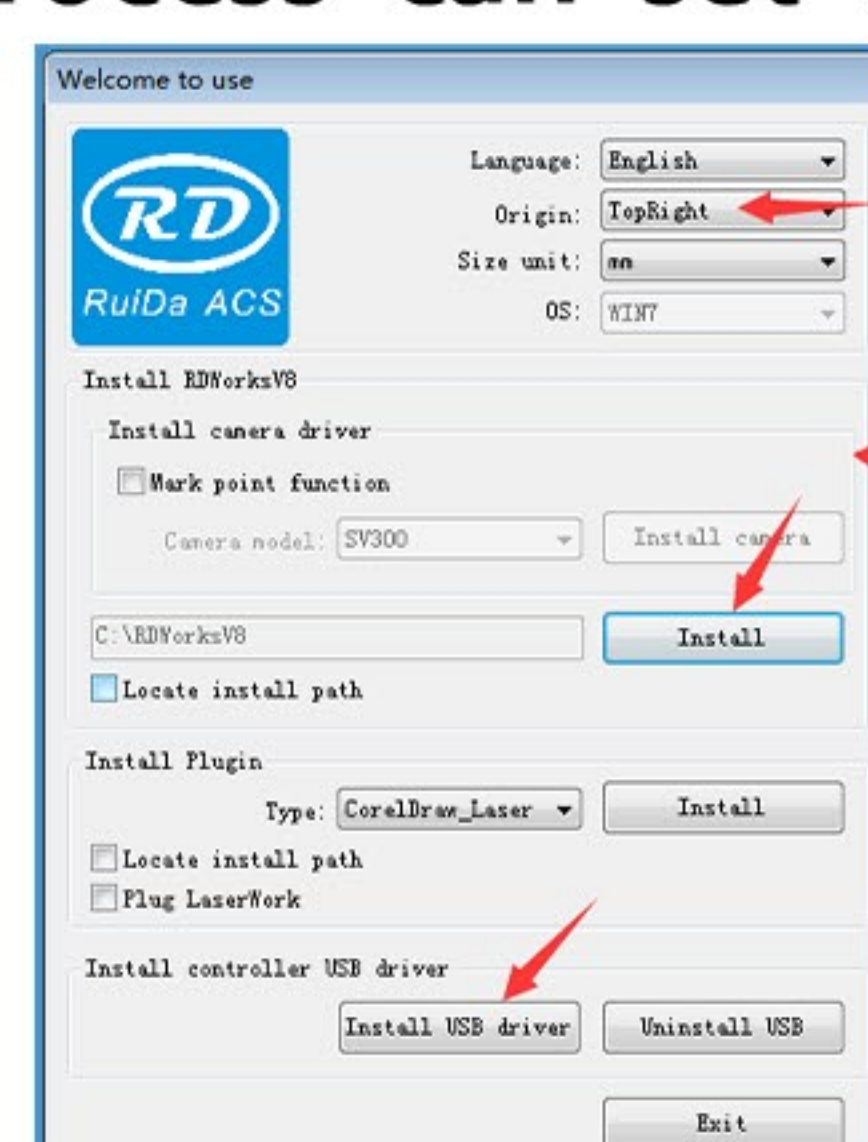 Welcome to use
RD
RuiDa ACS
Language: English
Origin: TopRight
Size unit: mm
OS: WIN7
Install RDWorksV8
Install camera driver
Mark point function
Camera model: SV300 Install camera
C:\RDWorksV8 Install
Locate install path
Install Plugin
Type: CorelDraw_Laser Install
Locate install path
Plug LaserWork
Install controller USB driver
Install USB driver Uninstall USB
Exit